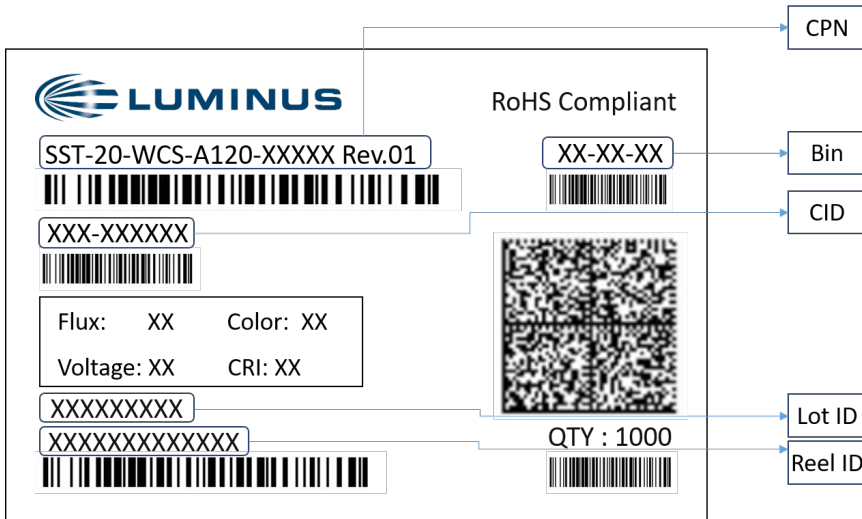 CPN
LUMINUS
RoHS Compliant
SST-20-WCS-A120-XXXXX Rev.01
XX-XX-XX
Bin
XXX-XXXXXX
CID
Flux: XX Color: XX
Voltage: XX CRI: XX
XXXXXXXXX
Lot ID
XXXXXXXXXXXXX
QTY : 1000
Reel ID